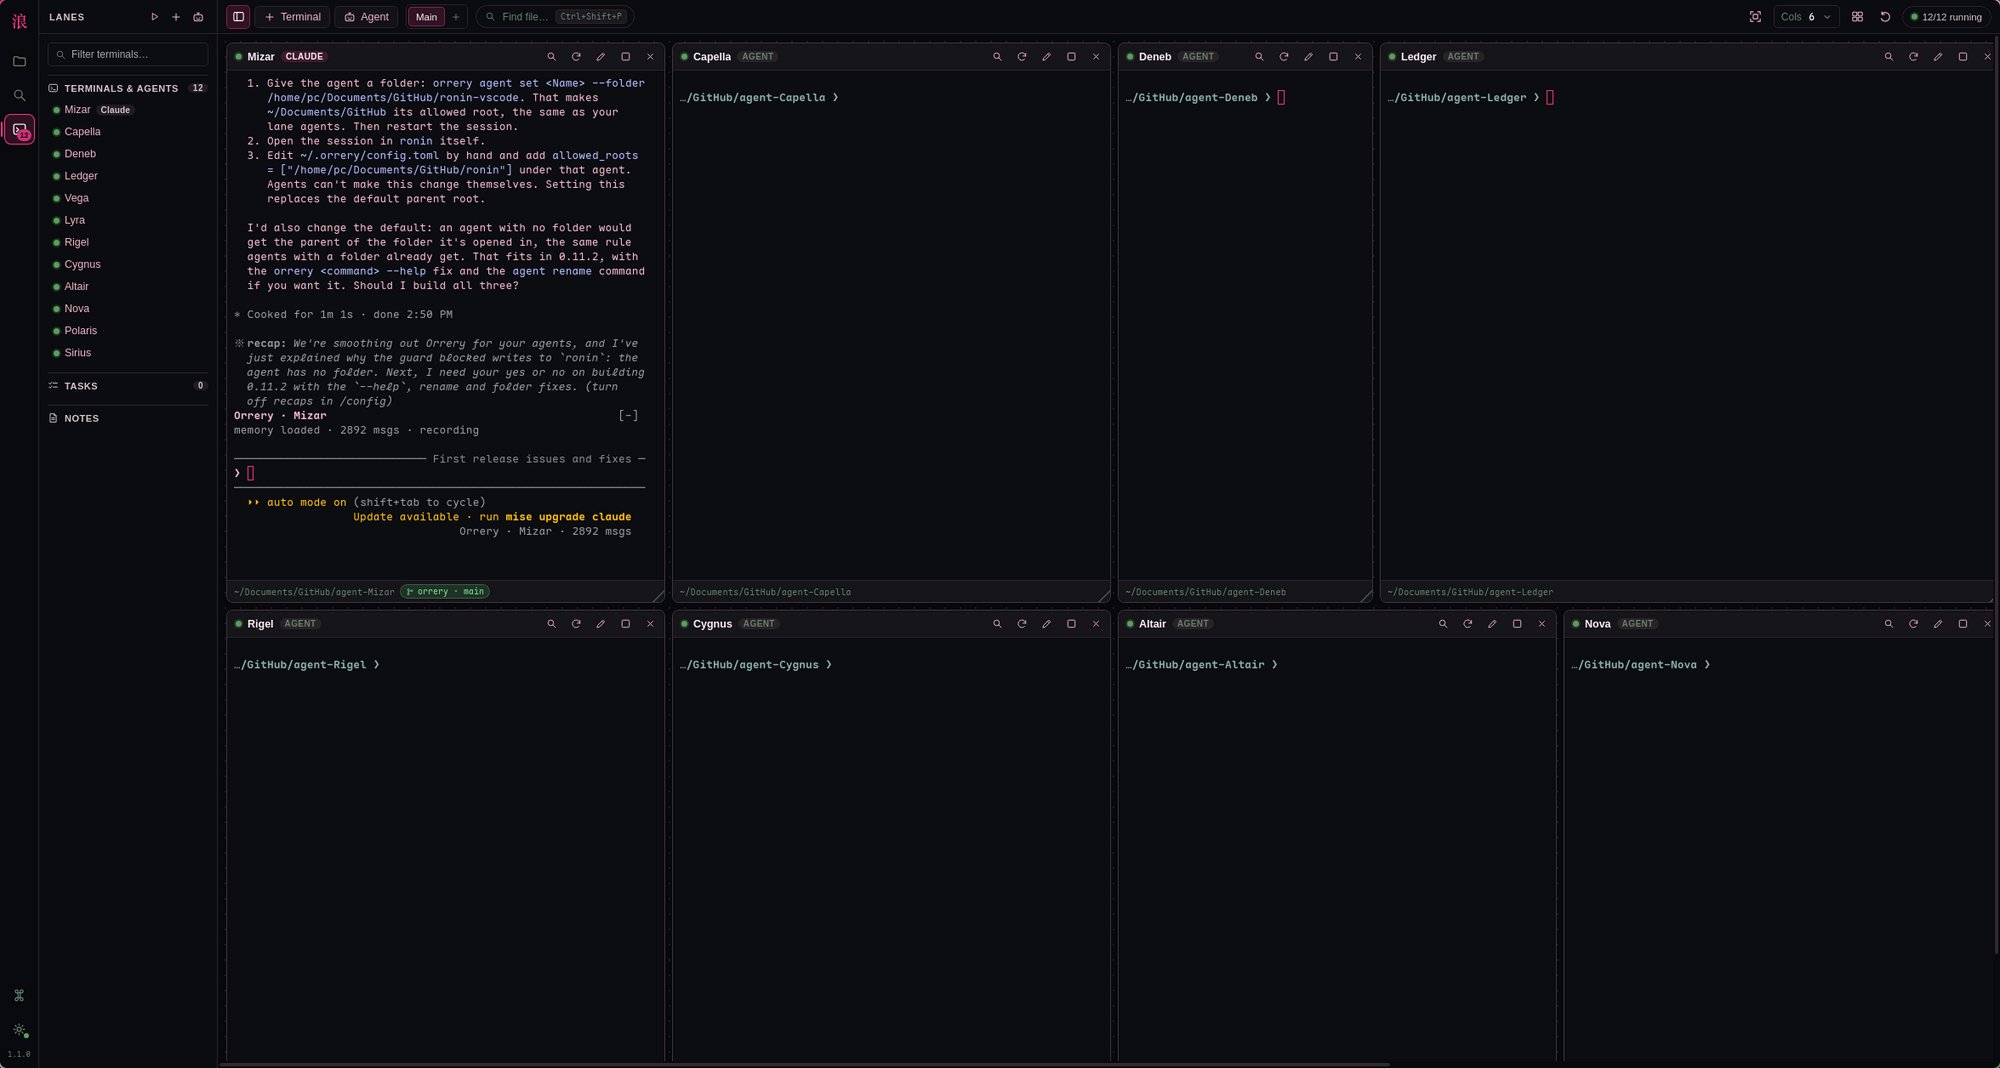 浪
LANES
Filter terminals…
TERMINALS & AGENTS 12
Mizar Claude
Capella
Deneb
Ledger
Vega
Lyra
Rigel
Cygnus
Altair
Nova
Polaris
Sirius
TASKS 0
NOTES
12
1.1.0
+ Terminal
Agent
Main +
Find file… Ctrl+Shift+P
Cols 6
12/12 running
Mizar CLAUDE
1. Give the agent a folder: orrery agent set <Name> --folder
/home/pc/Documents/GitHub/ronin-vscode. That makes
~/Documents/GitHub its allowed root, the same as your
lane agents. Then restart the session.
2. Open the session in ronin itself.
3. Edit ~/.orrery/config.toml by hand and add allowed_roots
= ["/home/pc/Documents/GitHub/ronin"] under that agent.
Agents can't make this change themselves. Setting this
replaces the default parent root.
I'd also change the default: an agent with no folder would
get the parent of the folder it's opened in, the same rule
agents with a folder already get. That fits in 0.11.2, with
the orrery <command> --help fix and the agent rename command
if you want it. Should I build all three?
✳ Cooked for 1m 1s · done 2:50 PM
※ recap: We're smoothing out Orrery for your agents, and I've
just explained why the guard blocked writes to `ronin`: the
agent has no folder. Next, I need your yes or no on building
0.11.2 with the `--help`, rename and folder fixes. (turn
off recaps in /config)
Orrery · Mizar [-]
memory loaded · 2892 msgs · recording
First release issues and fixes
❯
⏵⏵ auto mode on (shift+tab to cycle)
Update available · run mise upgrade claude
Orrery · Mizar · 2892 msgs
~/Documents/GitHub/agent-Mizar orrery · main
Capella AGENT
…/GitHub/agent-Capella ❯
~/Documents/GitHub/agent-Capella
Deneb AGENT
…/GitHub/agent-Deneb ❯
~/Documents/GitHub/agent-Deneb
Ledger AGENT
…/GitHub/agent-Ledger ❯
~/Documents/GitHub/agent-Ledger
Rigel AGENT
…/GitHub/agent-Rigel ❯
Cygnus AGENT
…/GitHub/agent-Cygnus ❯
Altair AGENT
…/GitHub/agent-Altair ❯
Nova AGENT
…/GitHub/agent-Nova ❯